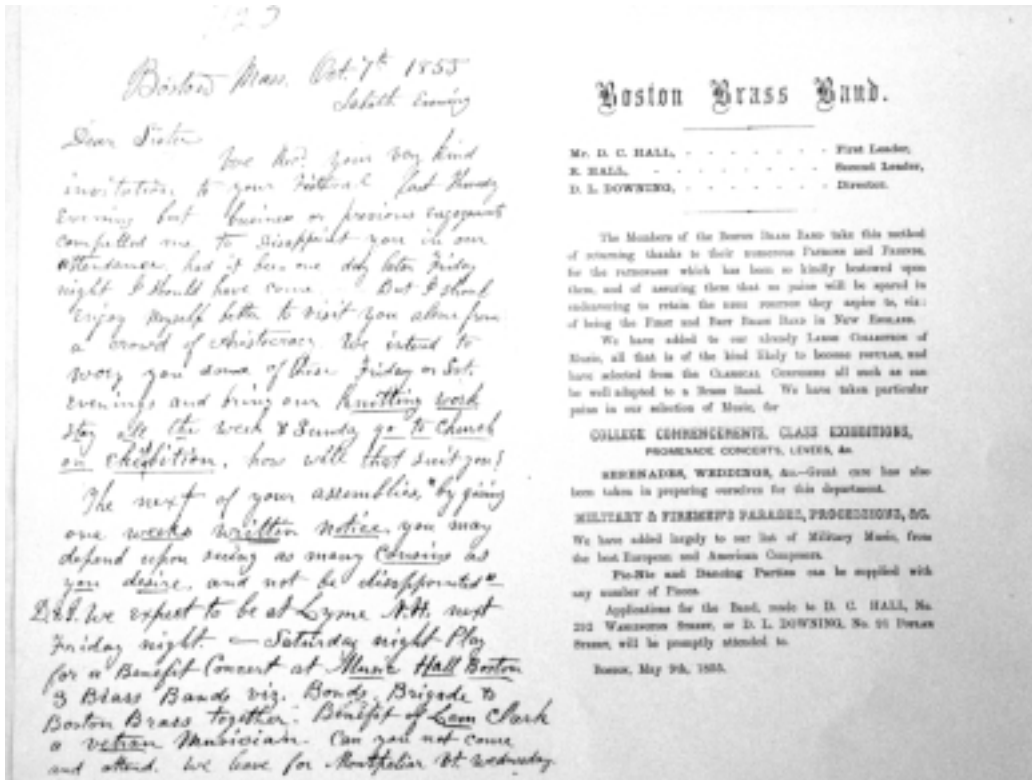 Boston Mass. Oct. 7th 1855
Sabath Evening
Dear Sister
We your very kind
invitation to your Festival last
Evening but business or previous engagements
compelled me, to disappoint you in our
attendance, had it been one day later Friday
night I should have come. But I should
enjoy myself better to visit you alone from
a crowd of Aristocracy. We intend to
you some of these Friday or Sat.
evenings and bring our knitting work
stay all the week & Sunday go to church
on exhibition, how will that suit you?
The next of your assemblies, "by giving
one weeks written notice, you may
depend upon seeing as many Cousins as
you desire, and not be disappointed"
We expect to be at Lyme N.H. next
Friday night. — Saturday night Play
for a Benefit Concert at Music Hall Boston
3 Brass Bands viz. Bonds, Brigade &
Boston Brass together. Benefit of Clark
a vetran Musician. Can you not come
and attend. We leave for Montpelier Vt. Wednesday
Boston Brass Band.
Mr. D. C. HALL, - - - - - - - First Leader,
E. HALL, - - - - - - - Second Leader,
D. L. DOWNING, - - - - - - - Director.
The Members of the Boston Brass Band take this method
of returning thanks to their numerous Patrons and Friends,
for the patronage which has been so kindly bestowed upon
them, and of assuring them that no pains will be spared in
endeavoring to retain the position they aspire to, viz:
of being the First and Best Brass Band in New England.
We have added to our already Large Collection of
Music, all that is of the kind likely to become popular, and
have selected from the Classical Composers all such as can
be well adapted to a Brass Band. We have taken particular
pains in our selection of Music, for
COLLEGE COMMENCEMENTS, CLASS EXHIBITIONS,
PROMENADE CONCERTS, LEVEES, &c.
SERENADES, WEDDINGS, &c.—Great care has also
been taken in preparing ourselves for this department.
MILITARY & FIREMEN'S PARADES, PROCESSIONS, &C.
We have added largely to our list of Military Music, from
the best European and American Composers.
Pic-Nic and Dancing Parties can be supplied with
any number of Pieces.
Applications for the Band, made to D. C. HALL, No.
292 Washington Street, or D. L. DOWNING, No. 91 Poplar
Street, will be promptly attended to.
Boston, May 9th, 1855.